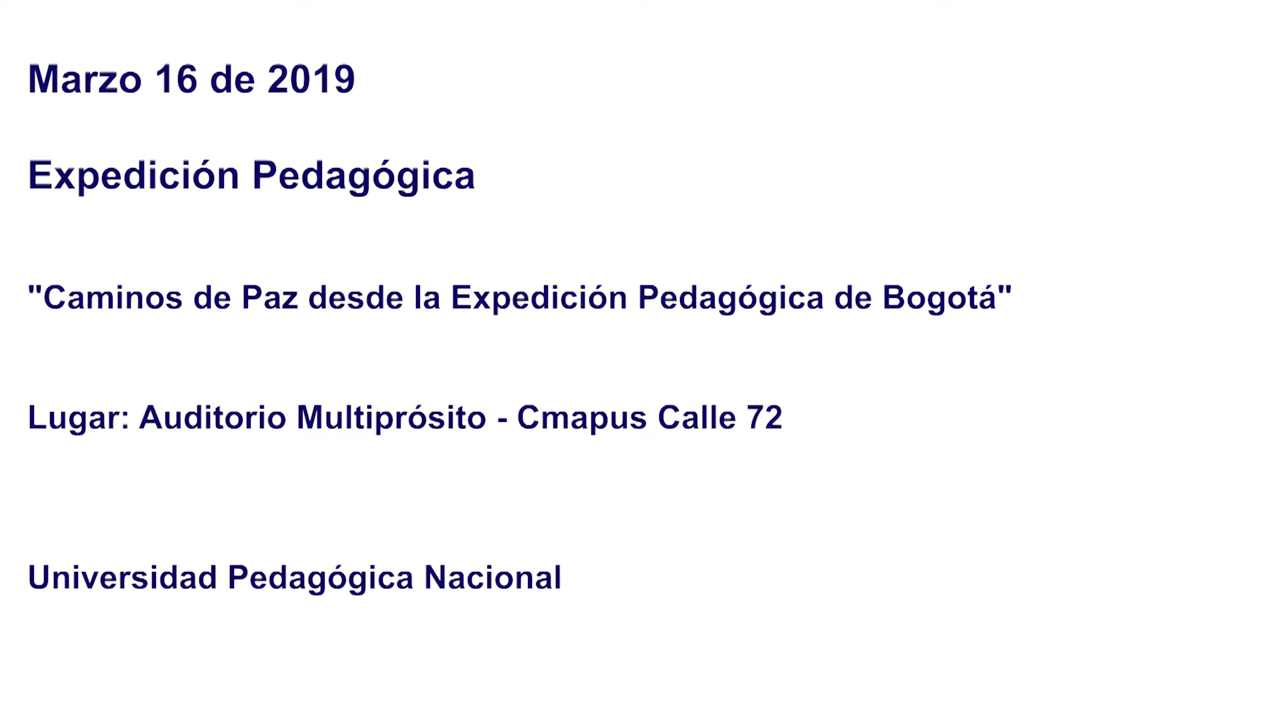 Marzo 16 de 2019
Expedición Pedagógica
"Caminos de Paz desde la Expedición Pedagógica de Bogotá"
Lugar: Auditorio Multiprósito - Cmapus Calle 72
Universidad Pedagógica Nacional